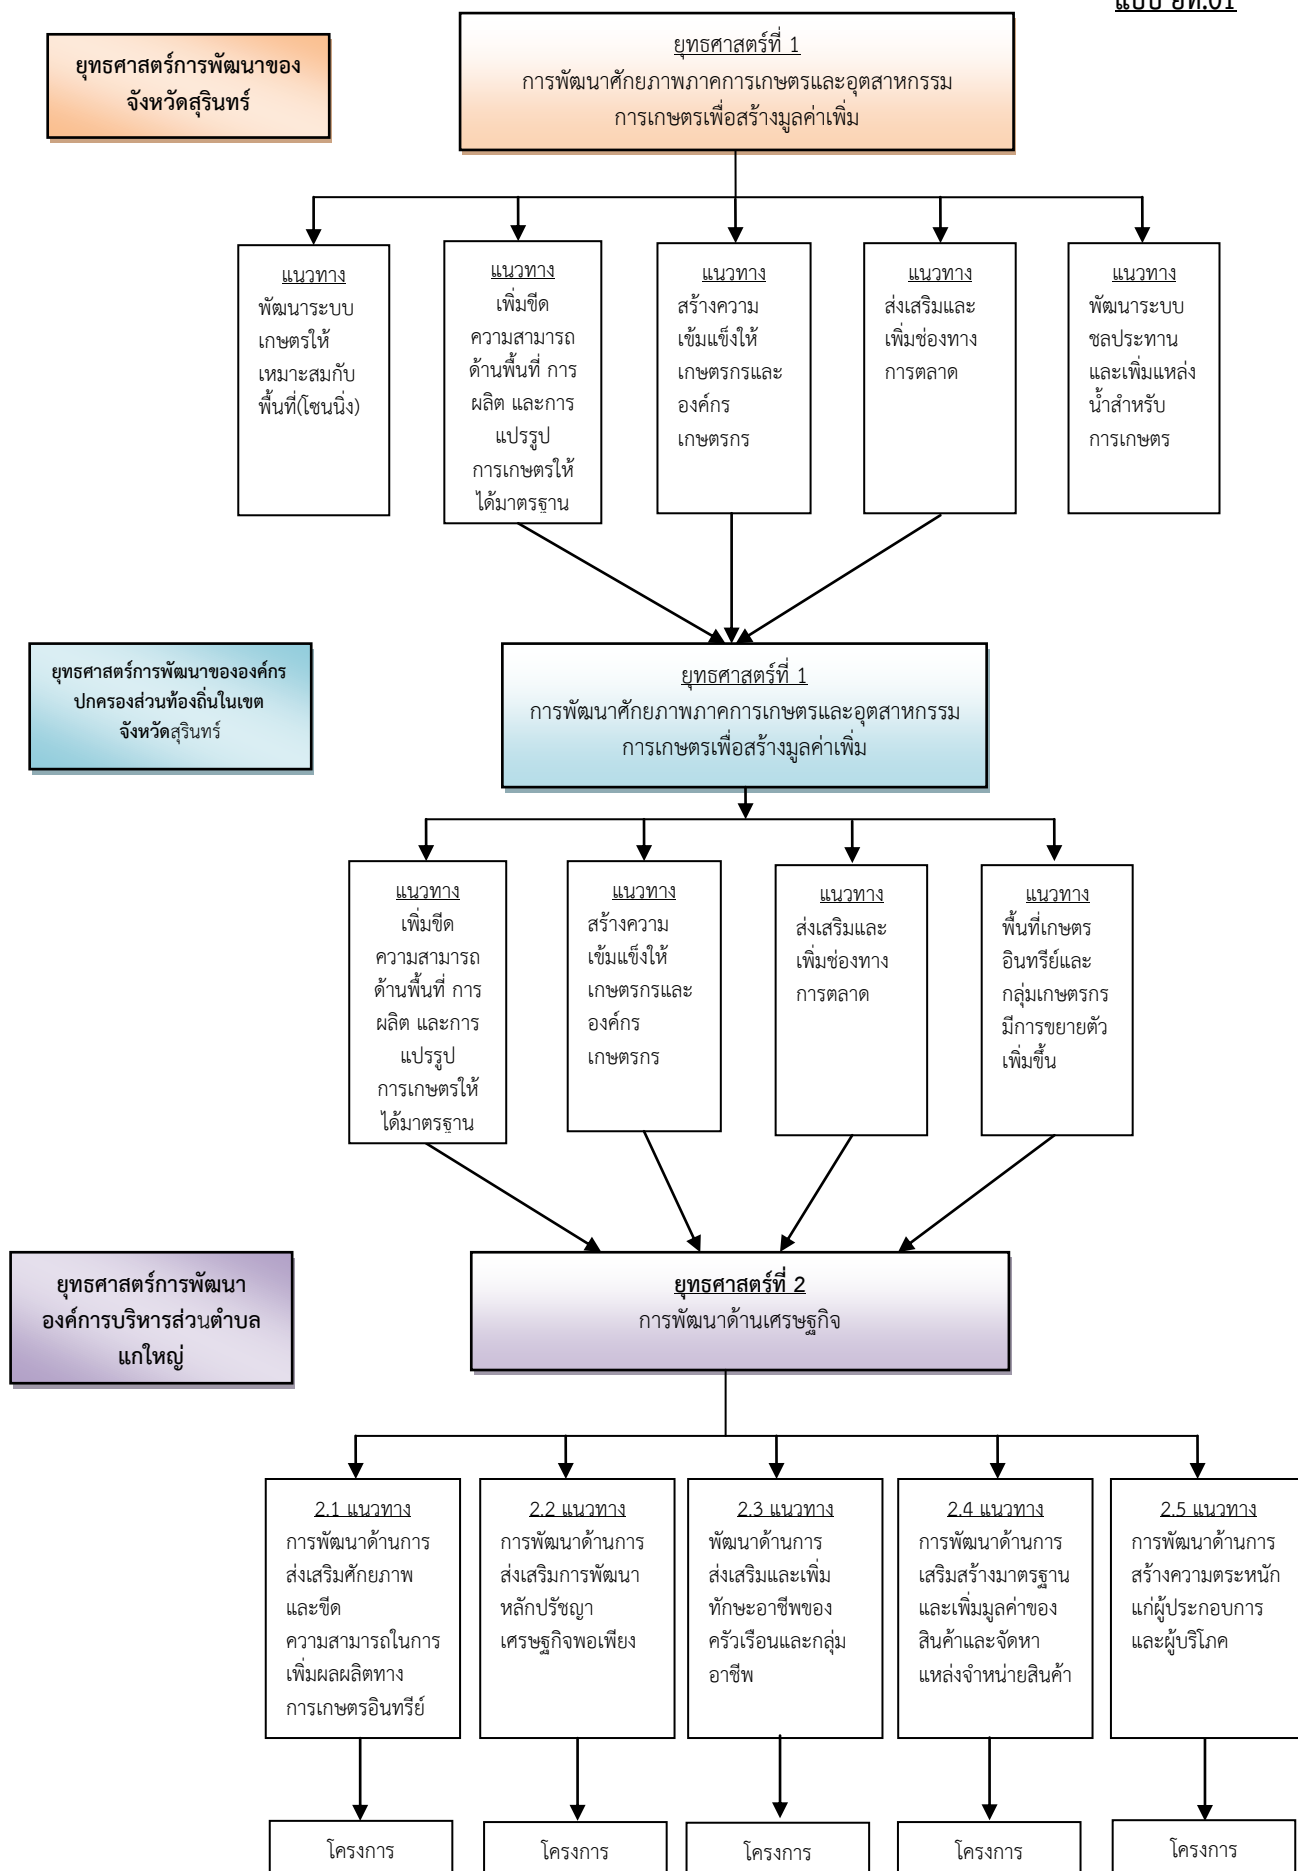 แบบ ยท.01
ยุทธศาสตร์การพัฒนาของ
จังหวัดสุรินทร์
ยุทธศาสตร์ที่ 1
การพัฒนาศักยภาพภาคการเกษตรและอุตสาหกรรม
การเกษตรเพื่อสร้างมูลค่าเพิ่ม
แนวทาง
พัฒนาระบบ
เกษตรให้
เหมาะสมกับ
พื้นที่(โซนนิ่ง)
แนวทาง
เพิ่มขีด
ความสามารถ
ด้านพื้นที่ การ
ผลิต และการ
แปรรูป
การเกษตรให้
ได้มาตรฐาน
แนวทาง
สร้างความ
เข้มแข็งให้
เกษตรกรและ
องค์กร
เกษตรกร
แนวทาง
ส่งเสริมและ
เพิ่มช่องทาง
การตลาด
แนวทาง
พัฒนาระบบ
ชลประทาน
และเพิ่มแหล่ง
น้ำสำหรับ
การเกษตร
ยุทธศาสตร์การพัฒนาขององค์กร
ปกครองส่วนท้องถิ่นในเขต
จังหวัดสุรินทร์
ยุทธศาสตร์ที่ 1
การพัฒนาศักยภาพภาคการเกษตรและอุตสาหกรรม
การเกษตรเพื่อสร้างมูลค่าเพิ่ม
แนวทาง
เพิ่มขีด
ความสามารถ
ด้านพื้นที่ การ
ผลิต และการ
แปรรูป
การเกษตรให้
ได้มาตรฐาน
แนวทาง
สร้างความ
เข้มแข็งให้
เกษตรกรและ
องค์กร
เกษตรกร
แนวทาง
ส่งเสริมและ
เพิ่มช่องทาง
การตลาด
แนวทาง
พื้นที่เกษตร
อินทรีย์และ
กลุ่มเกษตรกร
มีการขยายตัว
เพิ่มขึ้น
ยุทธศาสตร์การพัฒนา
องค์การบริหารส่วนตำบล
แกใหญ่
ยุทธศาสตร์ที่ 2
การพัฒนาด้านเศรษฐกิจ
2.1 แนวทาง
การพัฒนาด้านการ
ส่งเสริมศักยภาพ
และขีด
ความสามารถในการ
เพิ่มผลผลิตทาง
การเกษตรอินทรีย์
2.2 แนวทาง
การพัฒนาด้านการ
ส่งเสริมการพัฒนา
หลักปรัชญา
เศรษฐกิจพอเพียง
2.3 แนวทาง
พัฒนาด้านการ
ส่งเสริมและเพิ่ม
ทักษะอาชีพของ
ครัวเรือนและกลุ่ม
อาชีพ
2.4 แนวทาง
การพัฒนาด้านการ
เสริมสร้างมาตรฐาน
และเพิ่มมูลค่าของ
สินค้าและจัดหา
แหล่งจำหน่ายสินค้า
2.5 แนวทาง
การพัฒนาด้านการ
สร้างความตระหนัก
แก่ผู้ประกอบการ
และผู้บริโภค
โครงการ
โครงการ
โครงการ
โครงการ
โครงการ